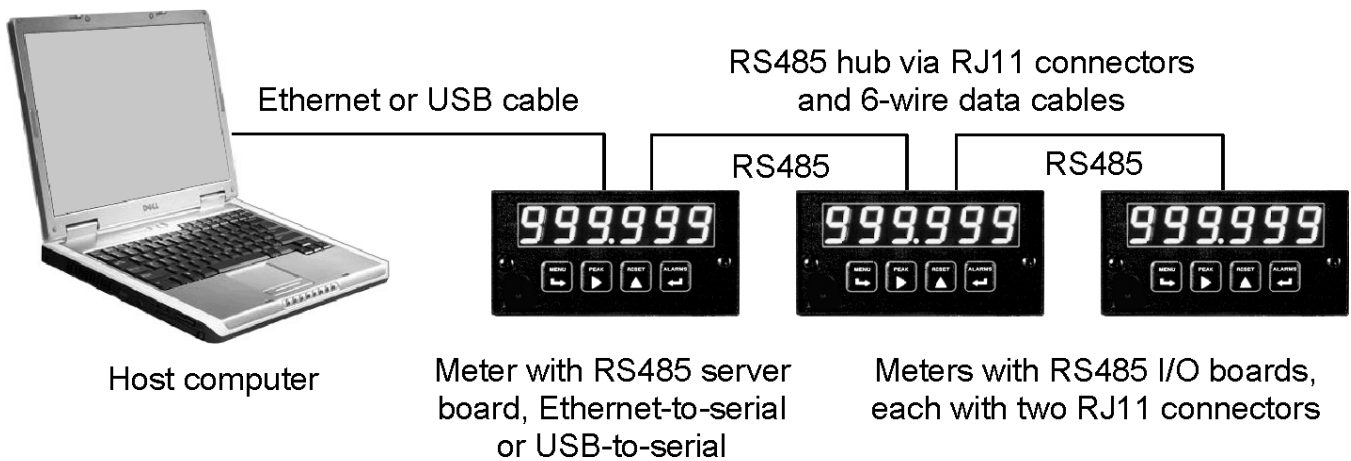 RS485 hub via RJ11 connectors
and 6-wire data cables
Ethernet or USB cable
RS485
RS485
DELL
999.999
999.999
999.999
MENU PEAK RESET ALARMS
MENU PEAK RESET ALARMS
MENU PEAK RESET ALARMS
Host computer
Meter with RS485 server
board, Ethernet-to-serial
or USB-to-serial
Meters with RS485 I/O boards,
each with two RJ11 connectors